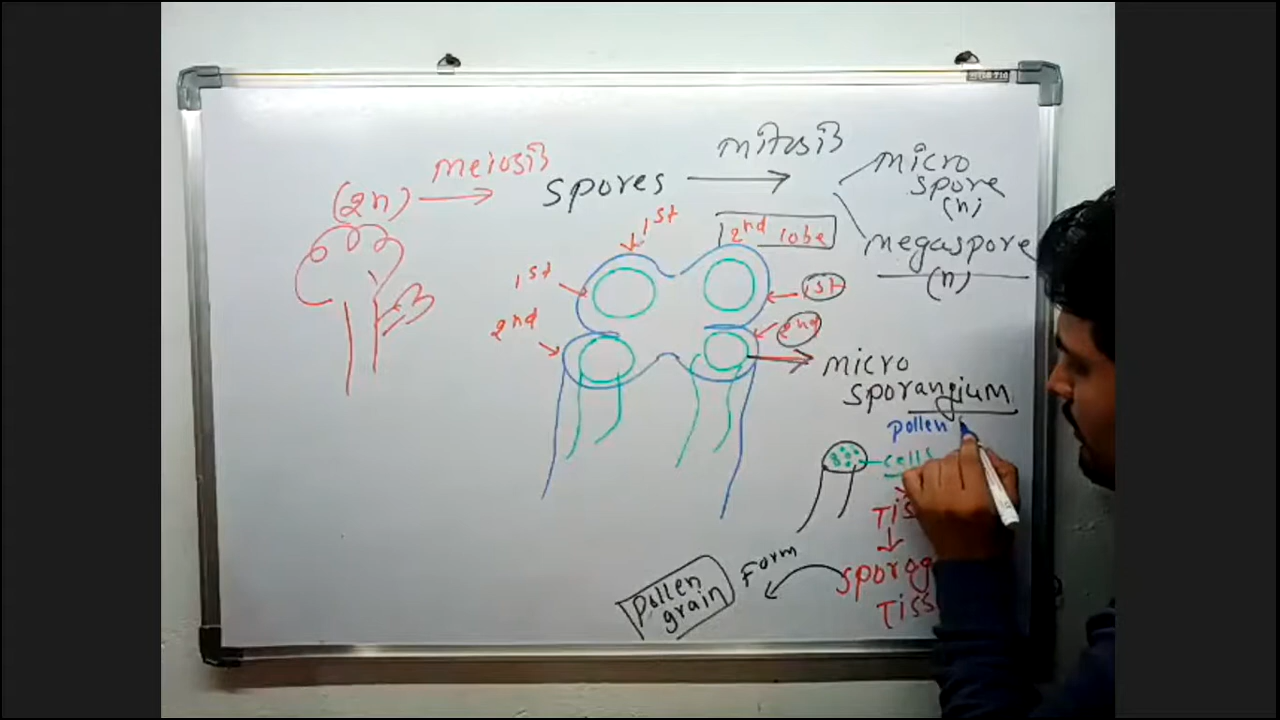 meiosis
mitosis
(2n)
spores
micro
spore
(n)
megaspore
(n)
1st
2nd lobe
1st
1st
2nd
2nd
micro
sporangium
pollen
cells
Form
Pollen
grain